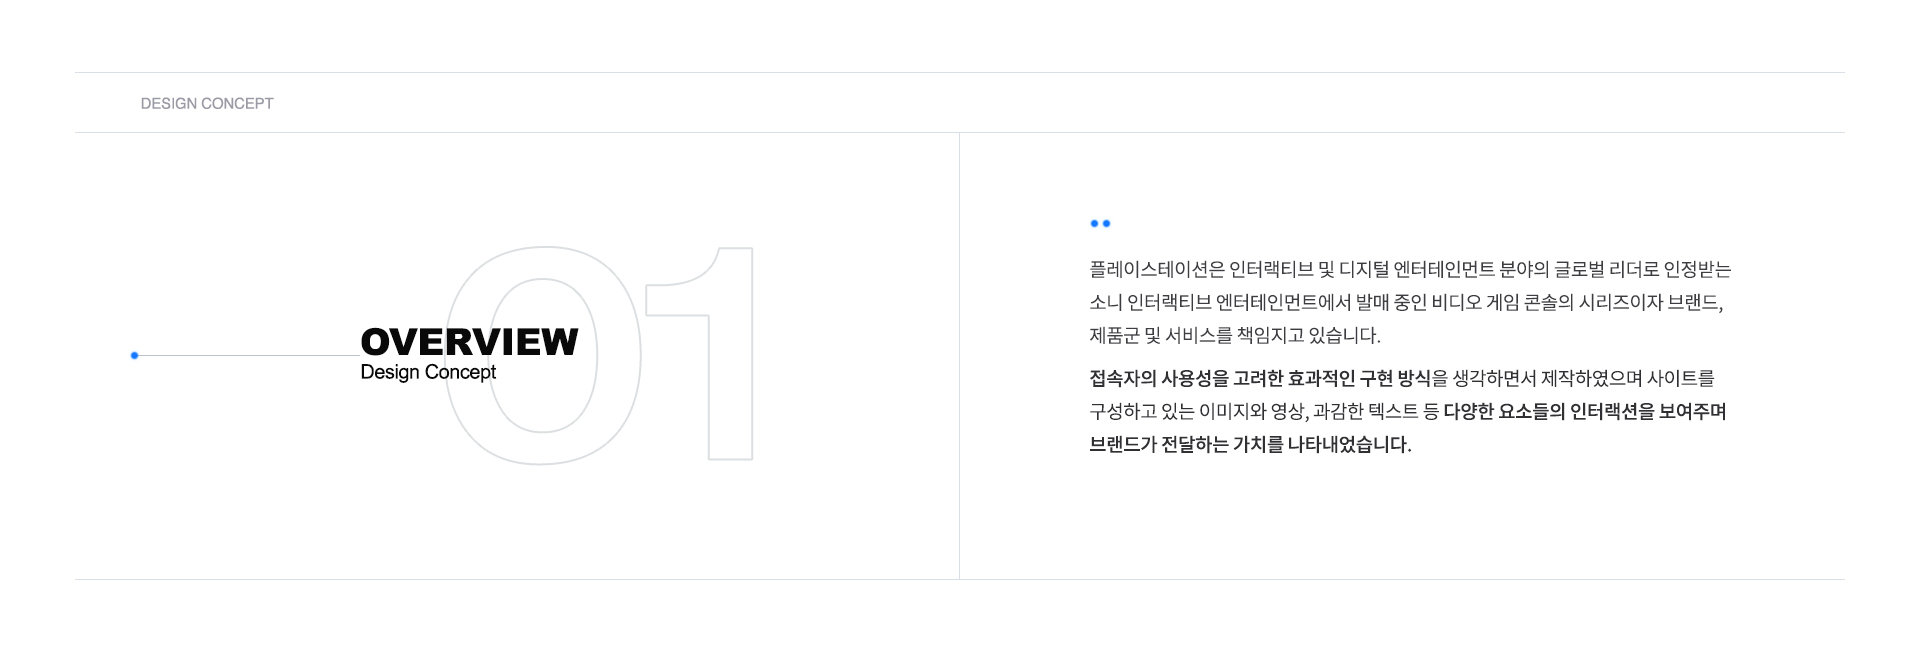 DESIGN CONCEPT
01
OVERVIEW
Design Concept
플레이스테이션은 인터랙티브 및 디지털 엔터테인먼트 분야의 글로벌 리더로 인정받는
소니 인터랙티브 엔터테인먼트에서 발매 중인 비디오 게임 콘솔의 시리즈이자 브랜드,
제품군 및 서비스를 책임지고 있습니다.
접속자의 사용성을 고려한 효과적인 구현 방식을 생각하면서 제작하였으며 사이트를
구성하고 있는 이미지와 영상, 과감한 텍스트 등 다양한 요소들의 인터랙션을 보여주며
브랜드가 전달하는 가치를 나타내었습니다.